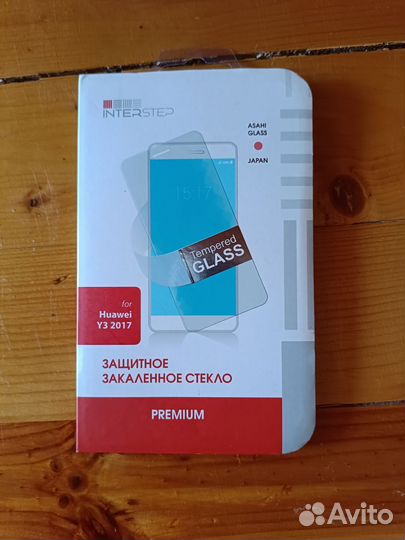 INTERSTEP
ASAHI
GLASS
JAPAN
15:17
Tempered
GLASS
for
Huawei
Y3 2017
ЗАЩИТНОЕ
ЗАКАЛЕННОЕ СТЕКЛО
PREMIUM
Avito